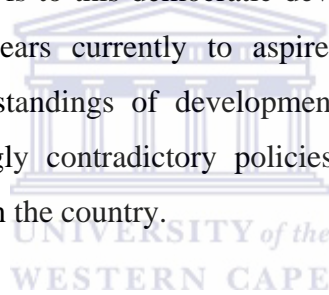 is to this democratic dev
ears currently to aspire
standings of developmen
gly contradictory policies
n the country.
UNIVERSITY of the
WESTERN CAPE